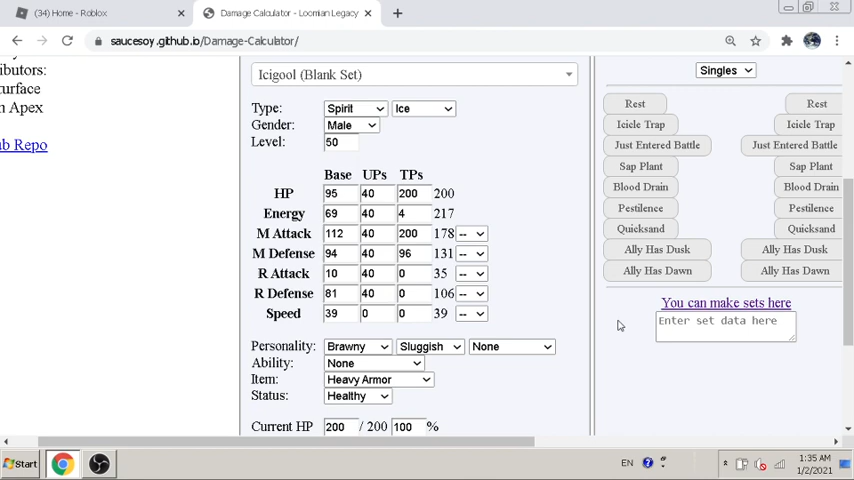 (34) Home - Roblox
Damage Calculator - Loomian Legacy
saucesoy.github.io/Damage-Calculator/
ibutors:
urface
n Apex
ub Repo
Icigool (Blank Set)
Type: Spirit Ice
Gender: Male
Level: 50
Base UPs TPs
HP 95 40 200 200
Energy 69 40 4 217
M Attack 112 40 200 178 --
M Defense 94 40 96 131 --
R Attack 10 40 0 35 --
R Defense 81 40 0 106 --
Speed 39 0 0 39 --
Personality: Brawny Sluggish None
Ability: None
Item: Heavy Armor
Status: Healthy
Current HP 200 / 200 100 %
Singles
Rest Rest
Icicle Trap Icicle Trap
Just Entered Battle Just Entered Battle
Sap Plant Sap Plant
Blood Drain Blood Drain
Pestilence Pestilence
Quicksand Quicksand
Ally Has Dusk Ally Has Dusk
Ally Has Dawn Ally Has Dawn
You can make sets here
Enter set data here
Start
EN
1:35 AM
1/2/2021